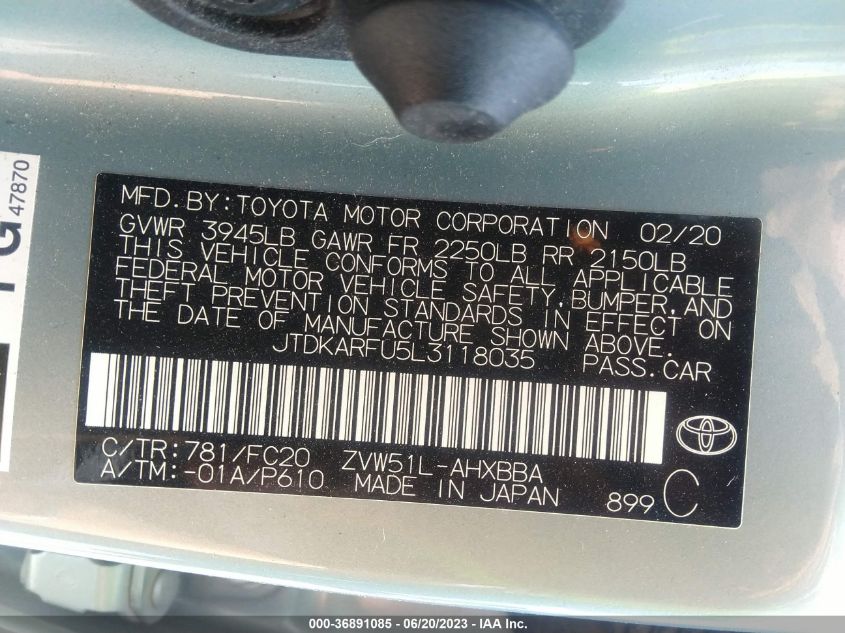 MFD. BY: TOYOTA MOTOR CORPORATION 02/20
GVWR 3945LB GAWR FR 2250LB RR 2150LB
THIS VEHICLE CONFORMS TO ALL APPLICABLE
FEDERAL MOTOR VEHICLE SAFETY, BUMPER, AND
THEFT PREVENTION STANDARDS IN EFFECT ON
THE DATE OF MANUFACTURE SHOWN ABOVE.
JTDKARFU5L3118035 PASS. CAR
C/TR: 781/FC20 ZVW51L-AHXBBA
A/TM: -01A/P610 MADE IN JAPAN 899 C
47870
000-36891085 / 06/20/2023 - IAA Inc.